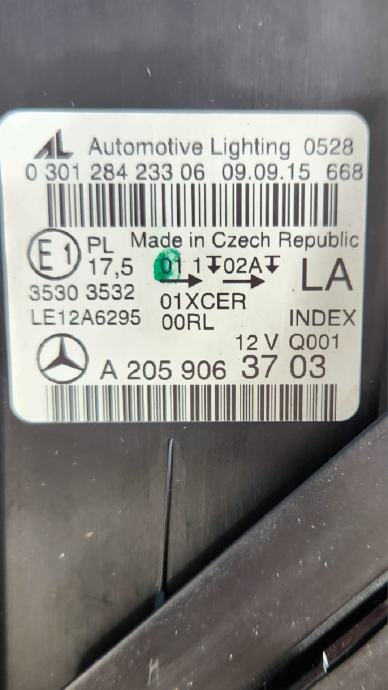 AL Automotive Lighting 0528
0 301 284 233 06 09.09.15 668
E1 PL Made in Czech Republic
17,5 01 1 02A LA
3530 3532 01XCER
LE12A6295 00RL INDEX
12 V Q001
A 205 906 37 03